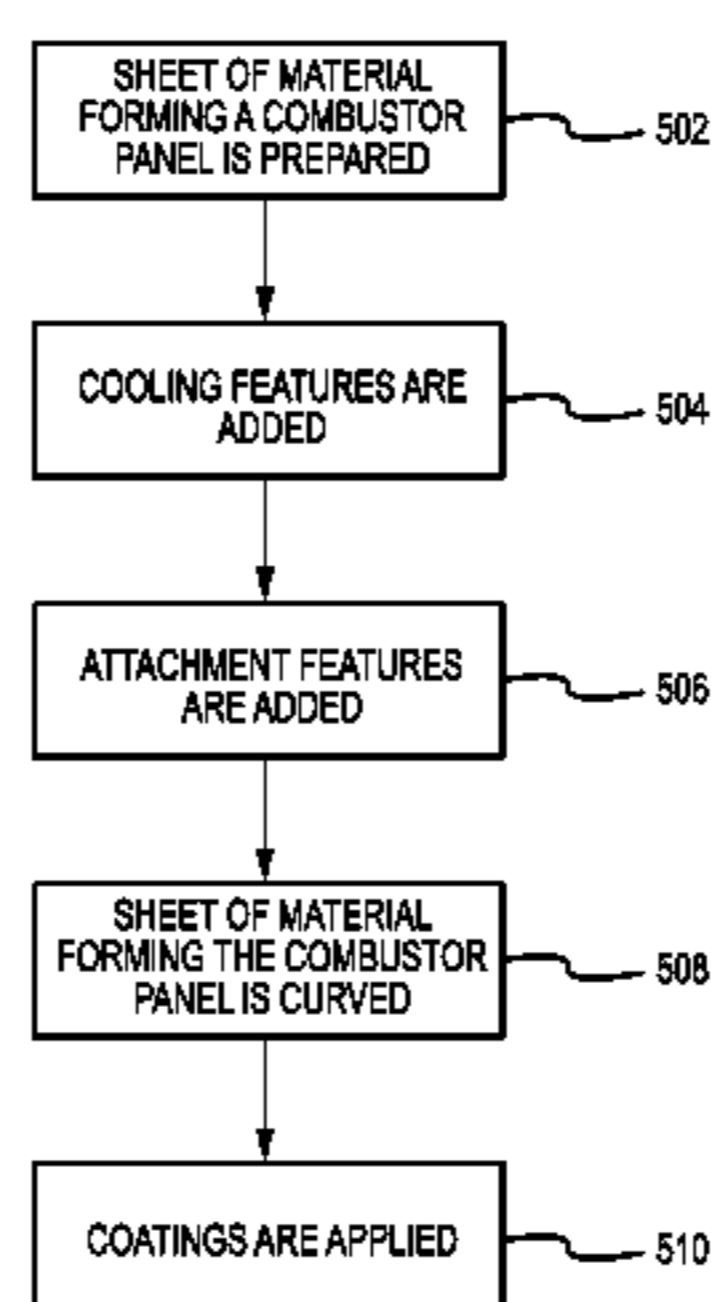 SHEET OF MATERIAL
FORMING A COMBUSTOR
PANEL IS PREPARED
502
COOLING FEATURES ARE
ADDED
504
ATTACHMENT FEATURES
ARE ADDED
506
SHEET OF MATERIAL
FORMING THE COMBUSTOR
PANEL IS CURVED
508
COATINGS ARE APPLIED
510